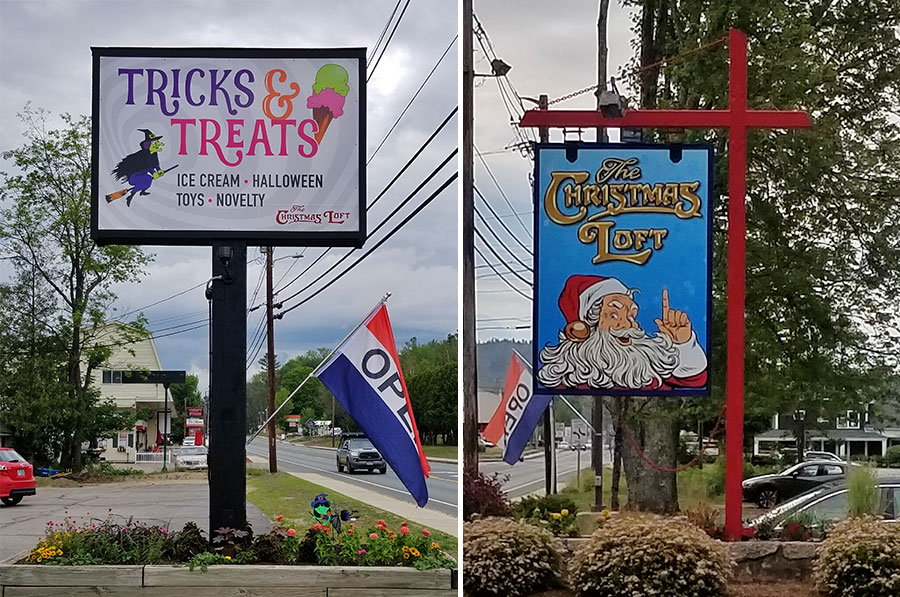 TRICKS &
TREATS
ICE CREAM • HALLOWEEN
TOYS • NOVELTY
The
Christmas Loft
OPE
The
Christmas
Loft
OPE